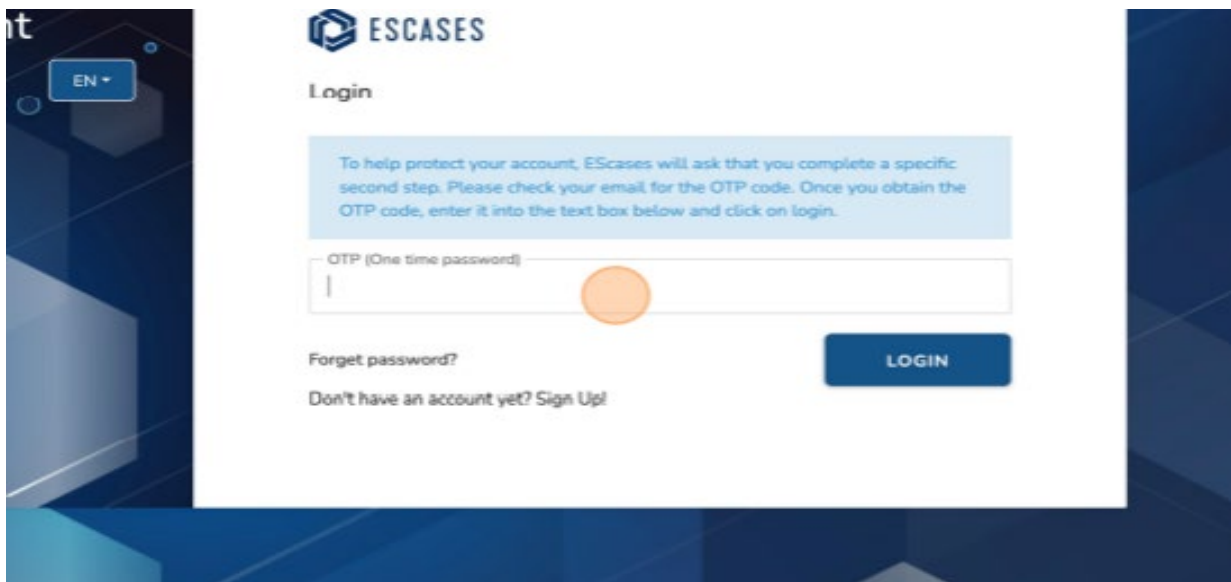 nt
EN
ESCASES
Login
To help protect your account, EScases will ask that you complete a specific
second step. Please check your email for the OTP code. Once you obtain the
OTP code, enter it into the text box below and click on login.
OTP (One time password)
Forget password?
LOGIN
Don't have an account yet? Sign Up!